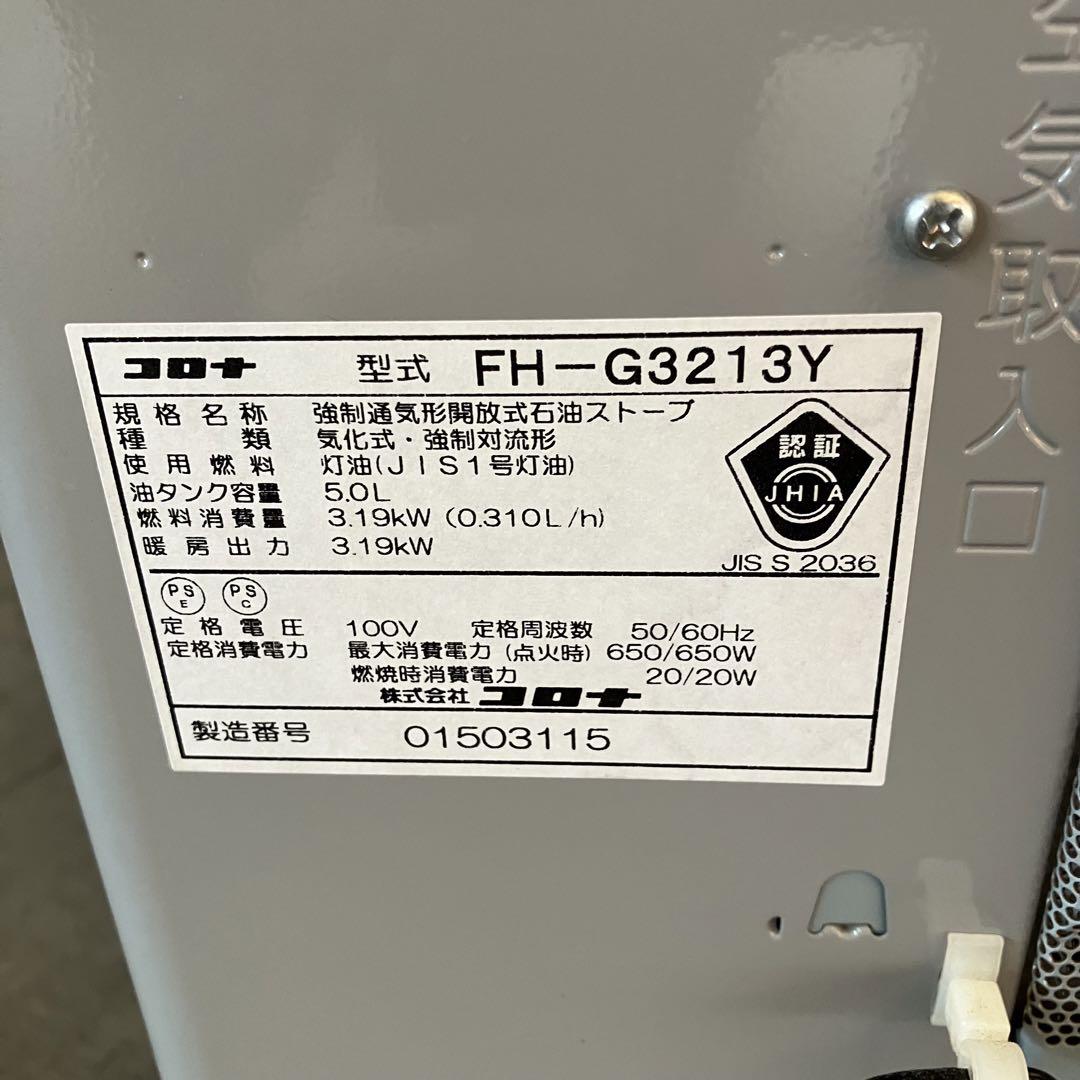 コロナ 型式 FH-G3213Y
規格名称 強制通気形開放式石油ストーブ
種類 気化式・強制対流形
使用燃料 灯油(JIS1号灯油)
油タンク容量 5.0L
燃料消費量 3.19kW (0.310L/h)
暖房出力 3.19kW
認証
JHIA
JIS S 2036
PS E PS C
定格電圧 100V 定格周波数 50/60Hz
定格消費電力 最大消費電力(点火時) 650/650W
燃焼時消費電力 20/20W
株式会社 コロナ
製造番号 01503115
空気取入口